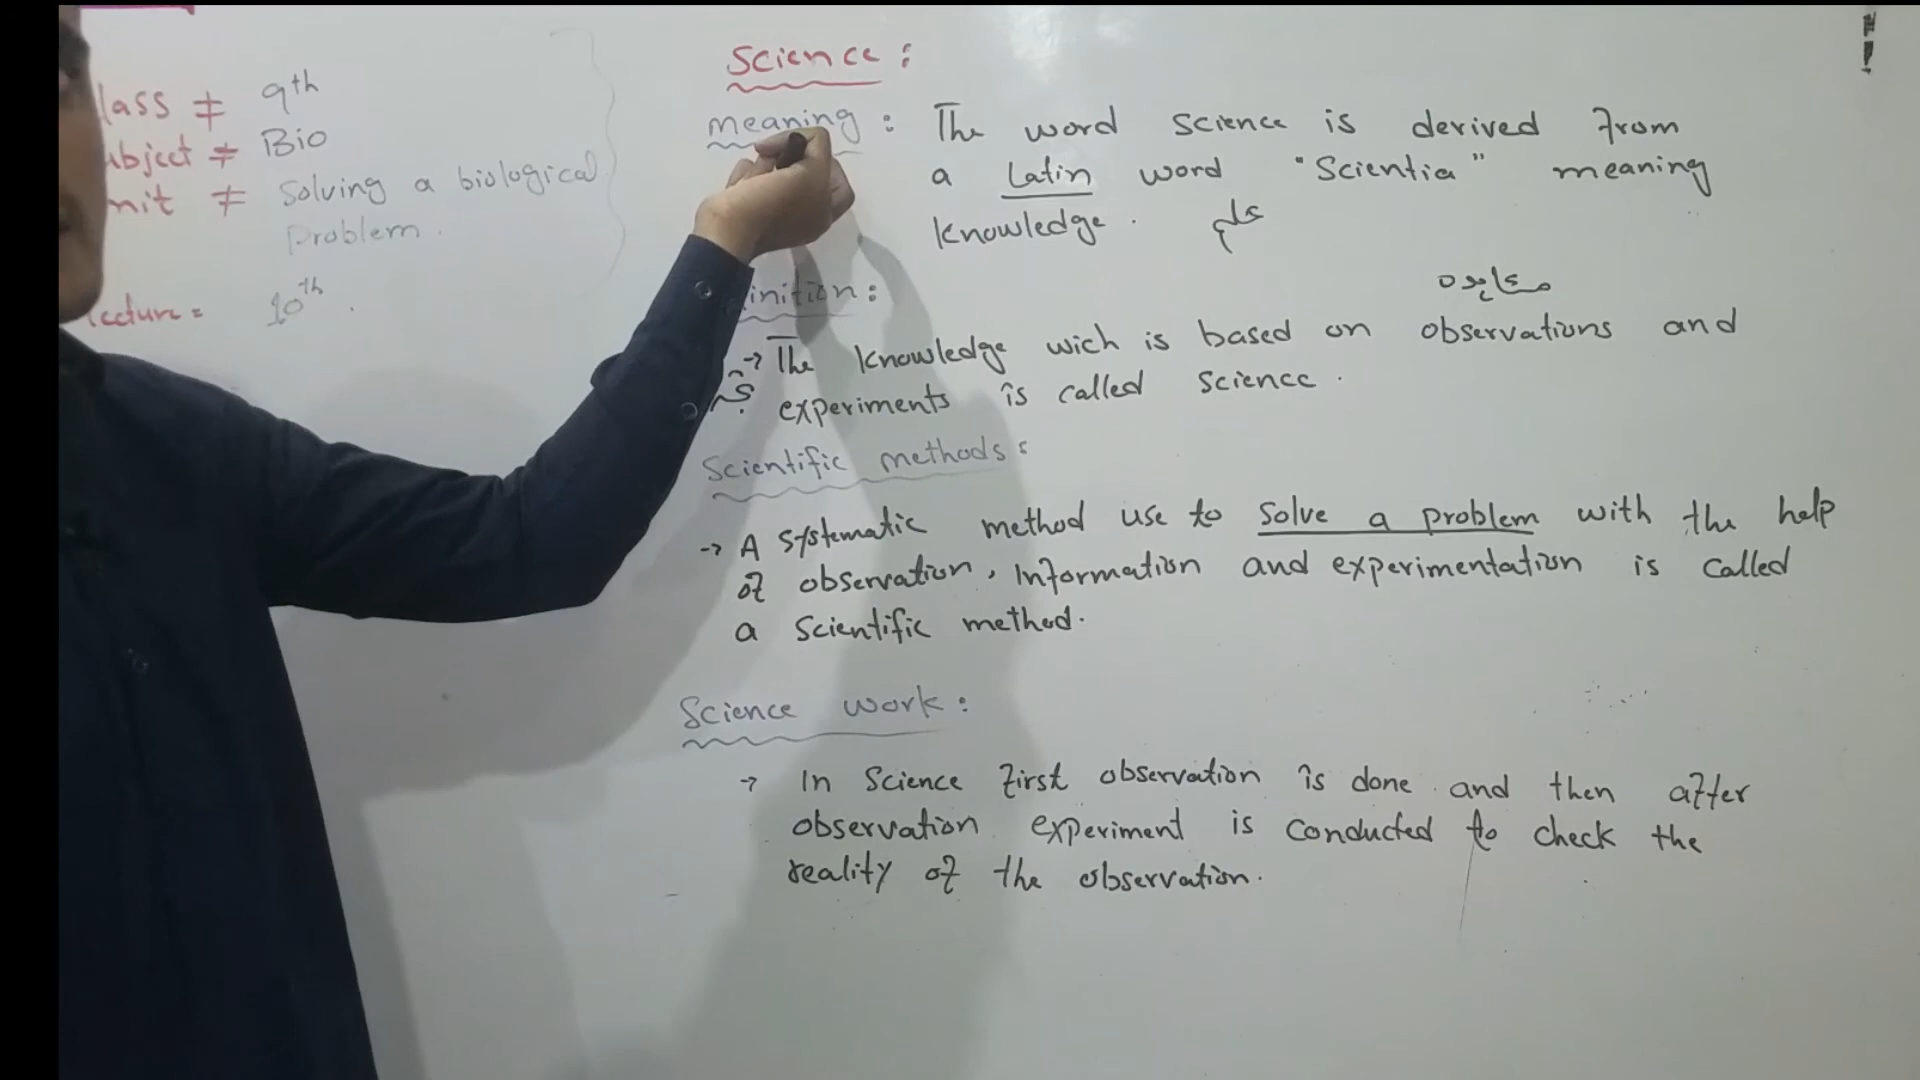 lass ≠ 9th
bject ≠ Bio
nit ≠ Solving a biological
Problem.
lecture = 10th.
Science:
meaning: The word science is derived from
a Latin word "Scientia" meaning
knowledge. علم
inition:
→ The knowledge wich is based on observations and
experiments is called science.
Scientific methods:
→ A systematic method use to solve a problem with the help
of observation, Information and experimentation is called
a scientific method.
Science work:
→ In Science first observation is done and then after
observation experiment is conducted to check the
reality of the observation.